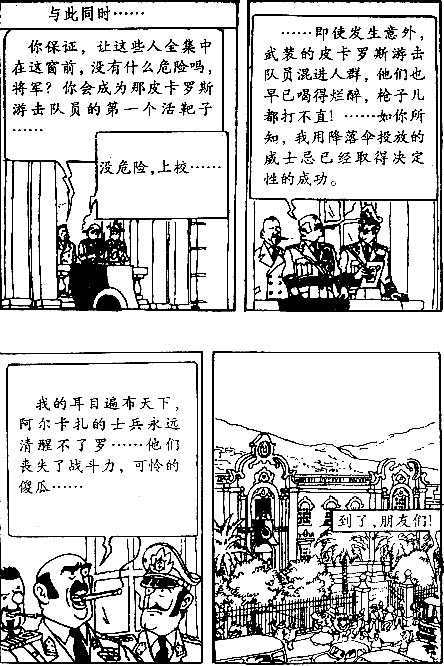 与此同时……
你保证，让这些人全集中
在这窗前，没有什么危险吗，
将军？你会成为那皮卡罗斯
游击队员的第一个活靶子
……
没危险，上校……
……即使发生意外，
武装的皮卡罗斯游击
队员混进人群，他们也
早已喝得烂醉，枪子儿
都打不直！……如你所
知，我用降落伞投放的
威士忌已经取得决定
性的成功。
我的耳目遍布天下，
阿尔卡扎的士兵永远
清醒不了罗……他们
丧失了战斗力，可怜的
傻瓜……
到了，朋友们！